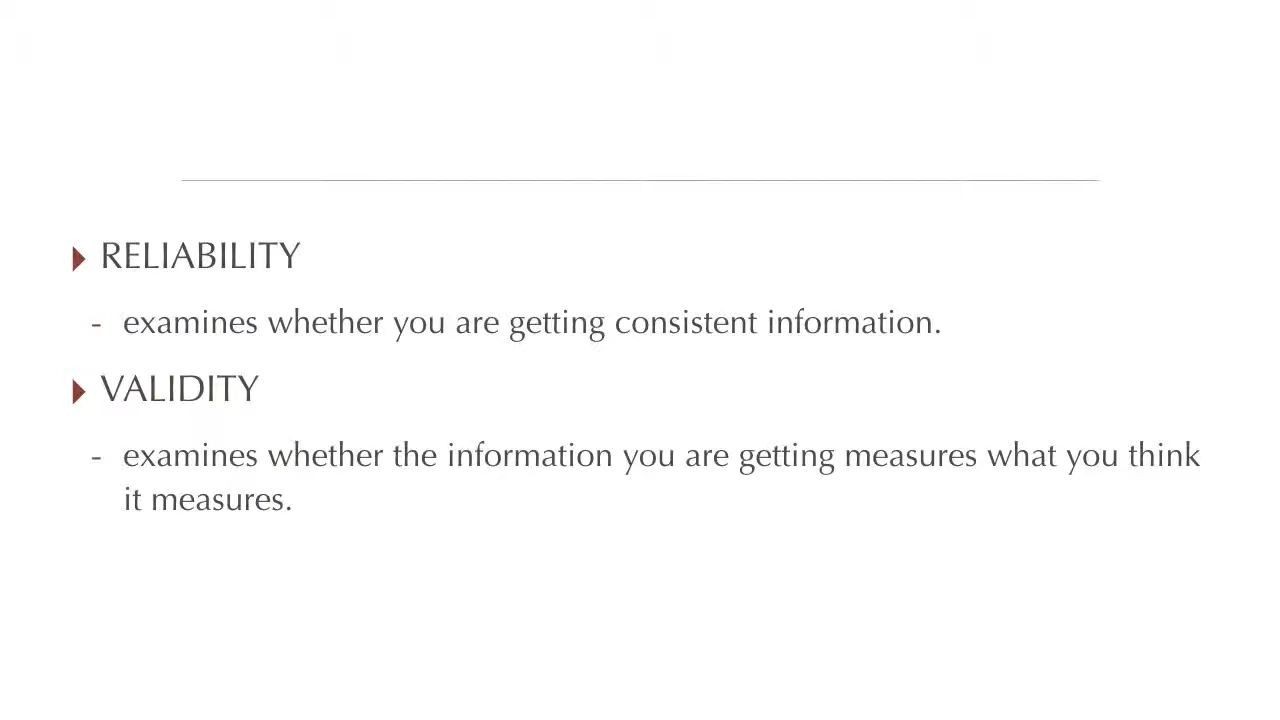 RELIABILITY
- examines whether you are getting consistent information.
VALIDITY
- examines whether the information you are getting measures what you think
it measures.